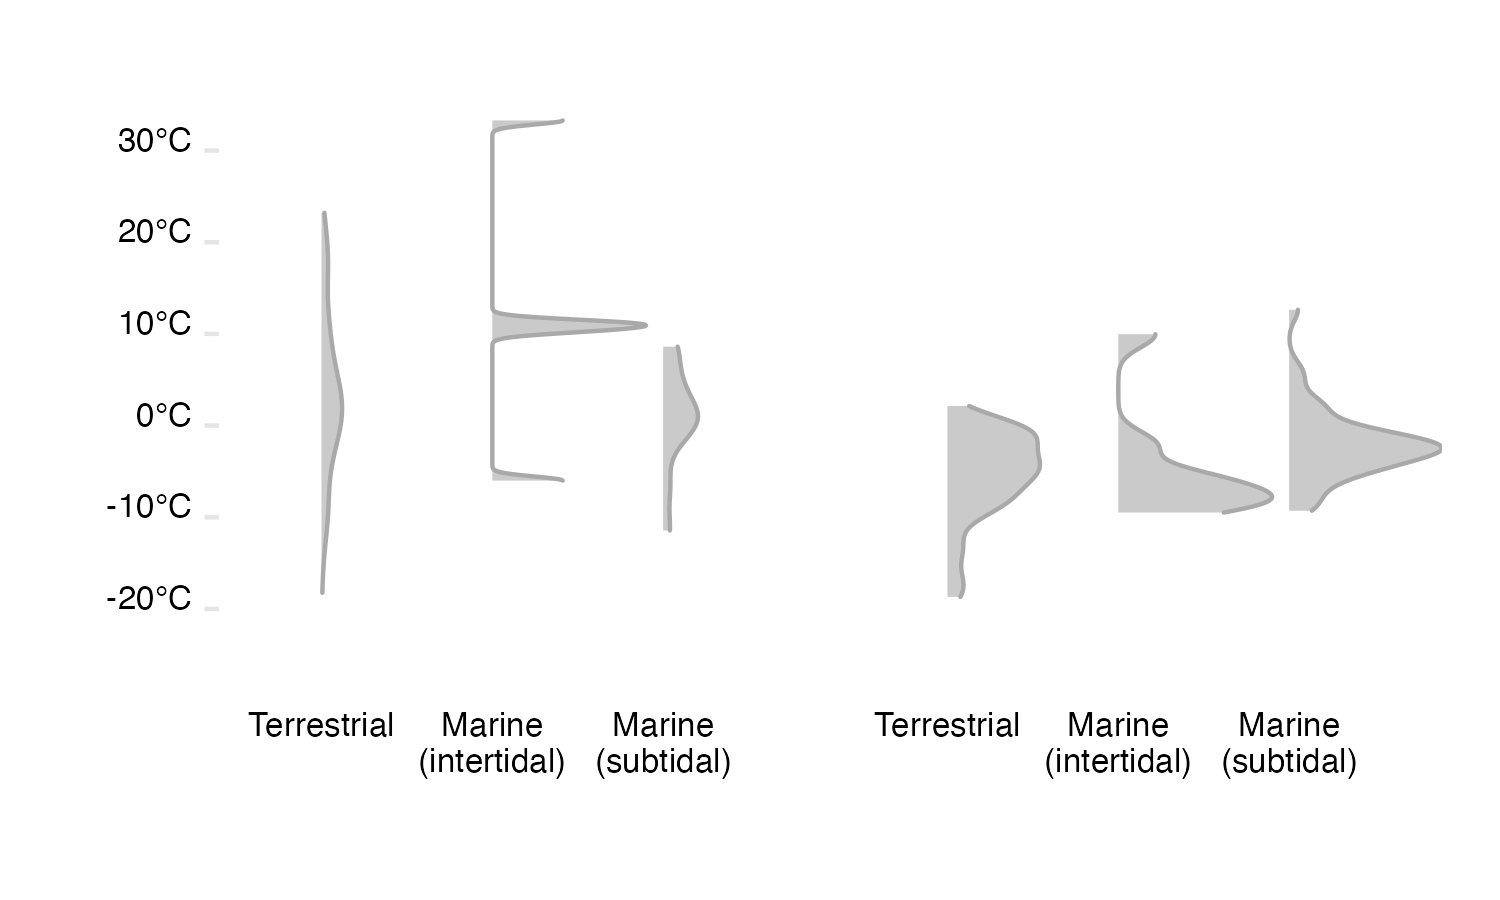 30°C
20°C
10°C
0°C
-10°C
-20°C
Terrestrial
Marine
(intertidal)
Marine
(subtidal)
Terrestrial
Marine
(intertidal)
Marine
(subtidal)